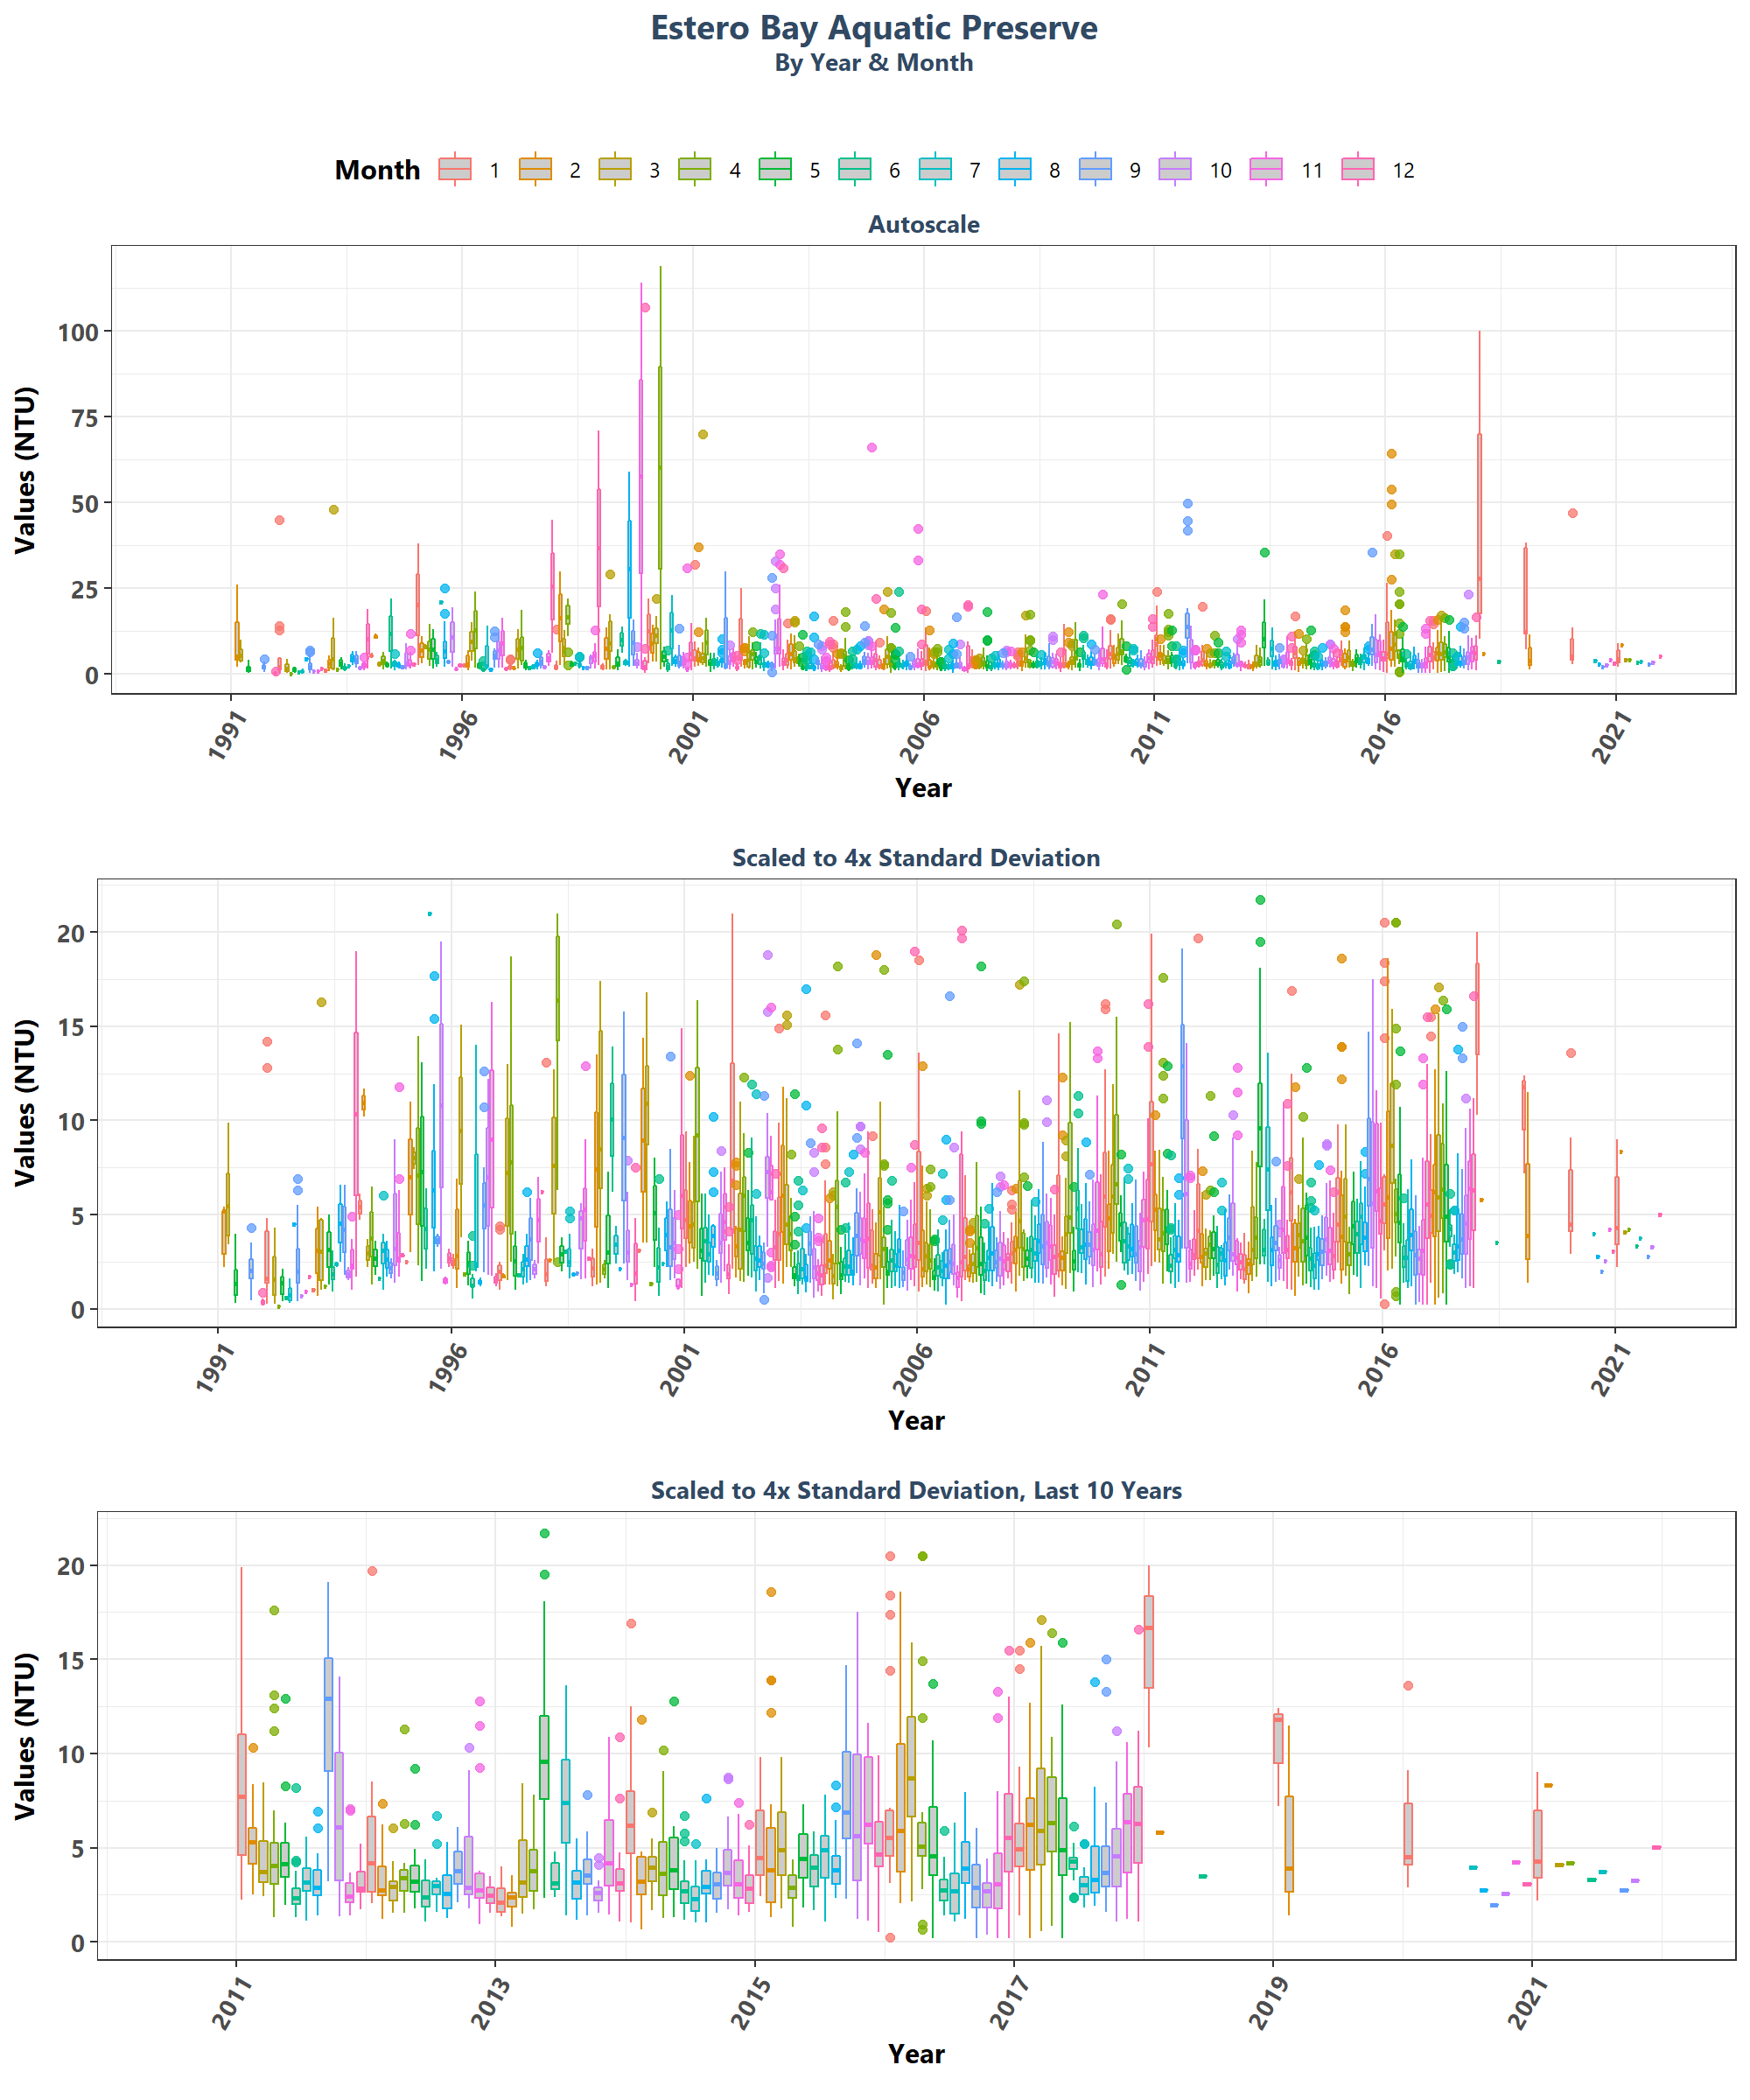 Estero Bay Aquatic Preserve
By Year & Month
Month 1 2 3 4 5 6 7 8 9 10 11 12
Autoscale
Values (NTU)
100
75
50
25
0
1991 1996 2001 2006 2011 2016 2021
Year
Scaled to 4x Standard Deviation
Values (NTU)
20
15
10
5
0
1991 1996 2001 2006 2011 2016 2021
Year
Scaled to 4x Standard Deviation, Last 10 Years
Values (NTU)
20
15
10
5
0
2011 2013 2015 2017 2019 2021
Year